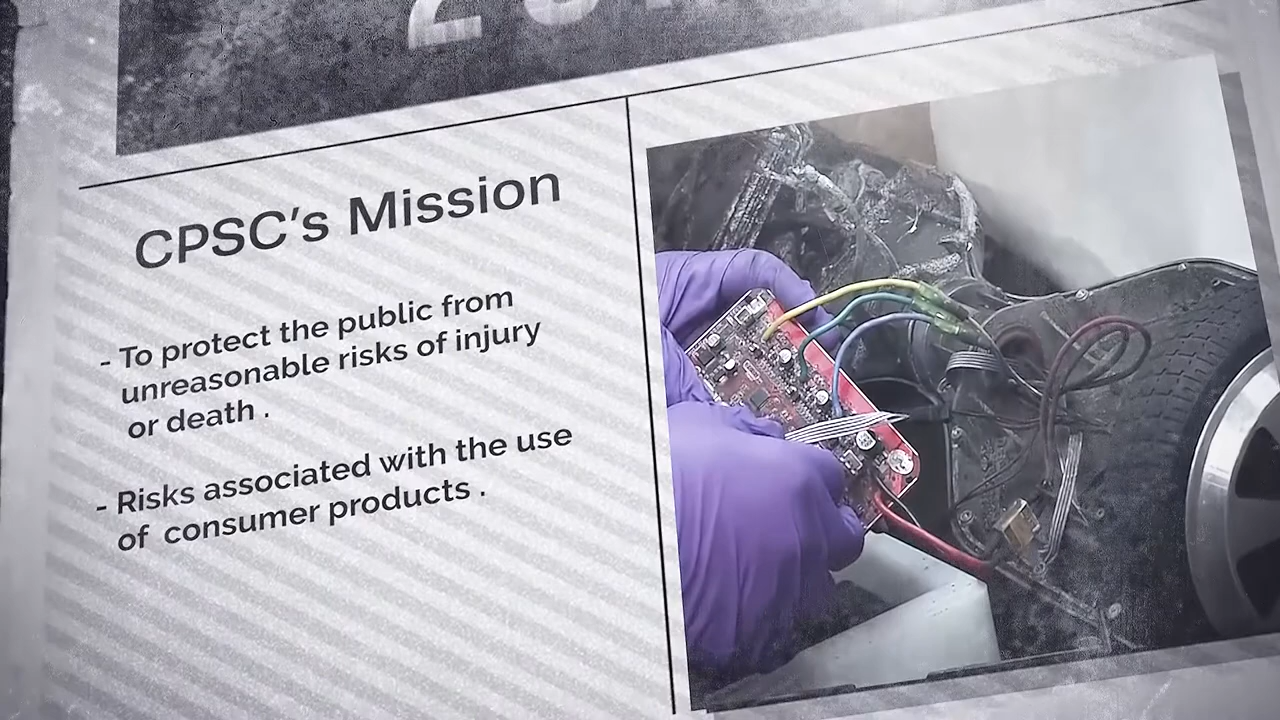 CPSC's Mission
- To protect the public from
unreasonable risks of injury
or death .
- Risks associated with the use
of consumer products .